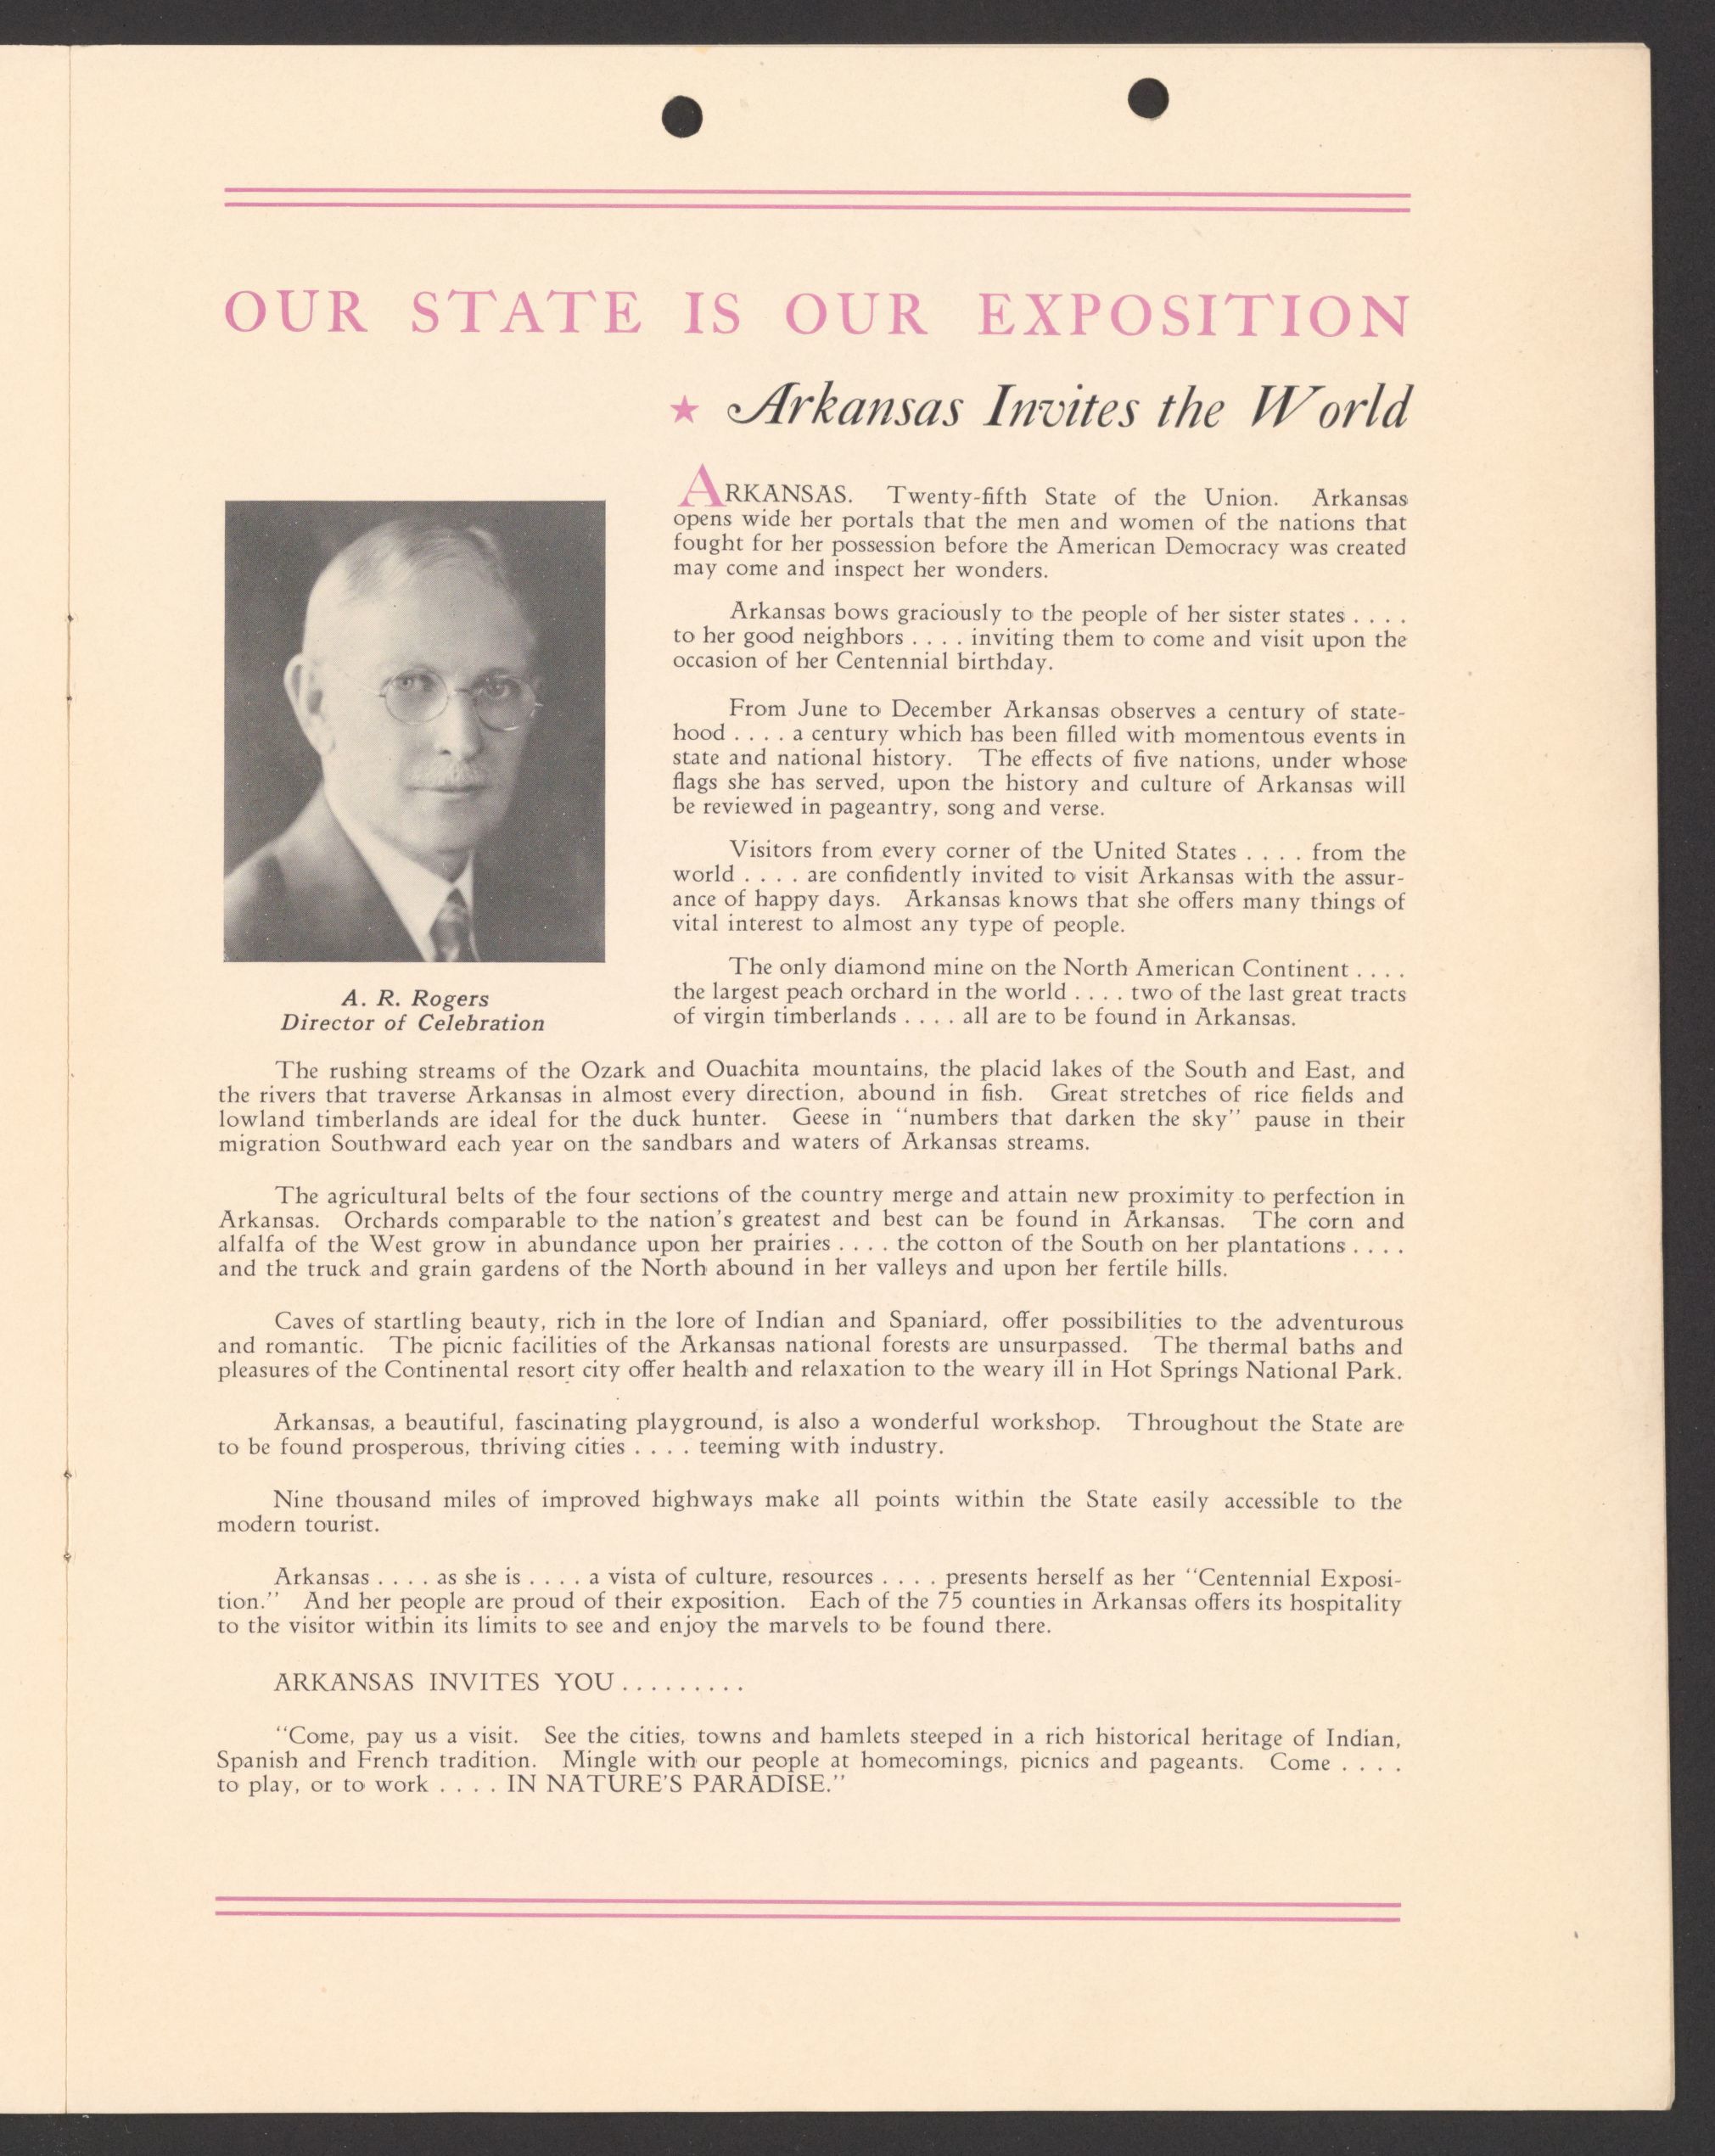 OUR STATE IS OUR EXPOSITION
★ Arkansas Invites the World
ARKANSAS. Twenty-fifth State of the Union. Arkansas
opens wide her portals that the men and women of the nations that
fought for her possession before the American Democracy was created
may come and inspect her wonders.
Arkansas bows graciously to the people of her sister states . . . .
to her good neighbors . . . . inviting them to come and visit upon the
occasion of her Centennial birthday.
From June to December Arkansas observes a century of state-
hood . . . . a century which has been filled with momentous events in
state and national history. The effects of five nations, under whose
flags she has served, upon the history and culture of Arkansas will
be reviewed in pageantry, song and verse.
Visitors from every corner of the United States . . . . from the
world . . . . are confidently invited to visit Arkansas with the assur-
ance of happy days. Arkansas knows that she offers many things of
vital interest to almost any type of people.
The only diamond mine on the North American Continent . . . .
the largest peach orchard in the world . . . . two of the last great tracts
of virgin timberlands . . . . all are to be found in Arkansas.
A. R. Rogers
Director of Celebration
The rushing streams of the Ozark and Ouachita mountains, the placid lakes of the South and East, and
the rivers that traverse Arkansas in almost every direction, abound in fish. Great stretches of rice fields and
lowland timberlands are ideal for the duck hunter. Geese in "numbers that darken the sky" pause in their
migration Southward each year on the sandbars and waters of Arkansas streams.
The agricultural belts of the four sections of the country merge and attain new proximity to perfection in
Arkansas. Orchards comparable to the nation's greatest and best can be found in Arkansas. The corn and
alfalfa of the West grow in abundance upon her prairies . . . . the cotton of the South on her plantations . . . .
and the truck and grain gardens of the North abound in her valleys and upon her fertile hills.
Caves of startling beauty, rich in the lore of Indian and Spaniard, offer possibilities to the adventurous
and romantic. The picnic facilities of the Arkansas national forests are unsurpassed. The thermal baths and
pleasures of the Continental resort city offer health and relaxation to the weary ill in Hot Springs National Park.
Arkansas, a beautiful, fascinating playground, is also a wonderful workshop. Throughout the State are
to be found prosperous, thriving cities . . . . teeming with industry.
Nine thousand miles of improved highways make all points within the State easily accessible to the
modern tourist.
Arkansas . . . . as she is . . . . a vista of culture, resources . . . . presents herself as her "Centennial Exposi-
tion." And her people are proud of their exposition. Each of the 75 counties in Arkansas offers its hospitality
to the visitor within its limits to see and enjoy the marvels to be found there.
ARKANSAS INVITES YOU . . . . . . . . .
"Come, pay us a visit. See the cities, towns and hamlets steeped in a rich historical heritage of Indian,
Spanish and French tradition. Mingle with our people at homecomings, picnics and pageants. Come . . . .
to play, or to work . . . . IN NATURE'S PARADISE."